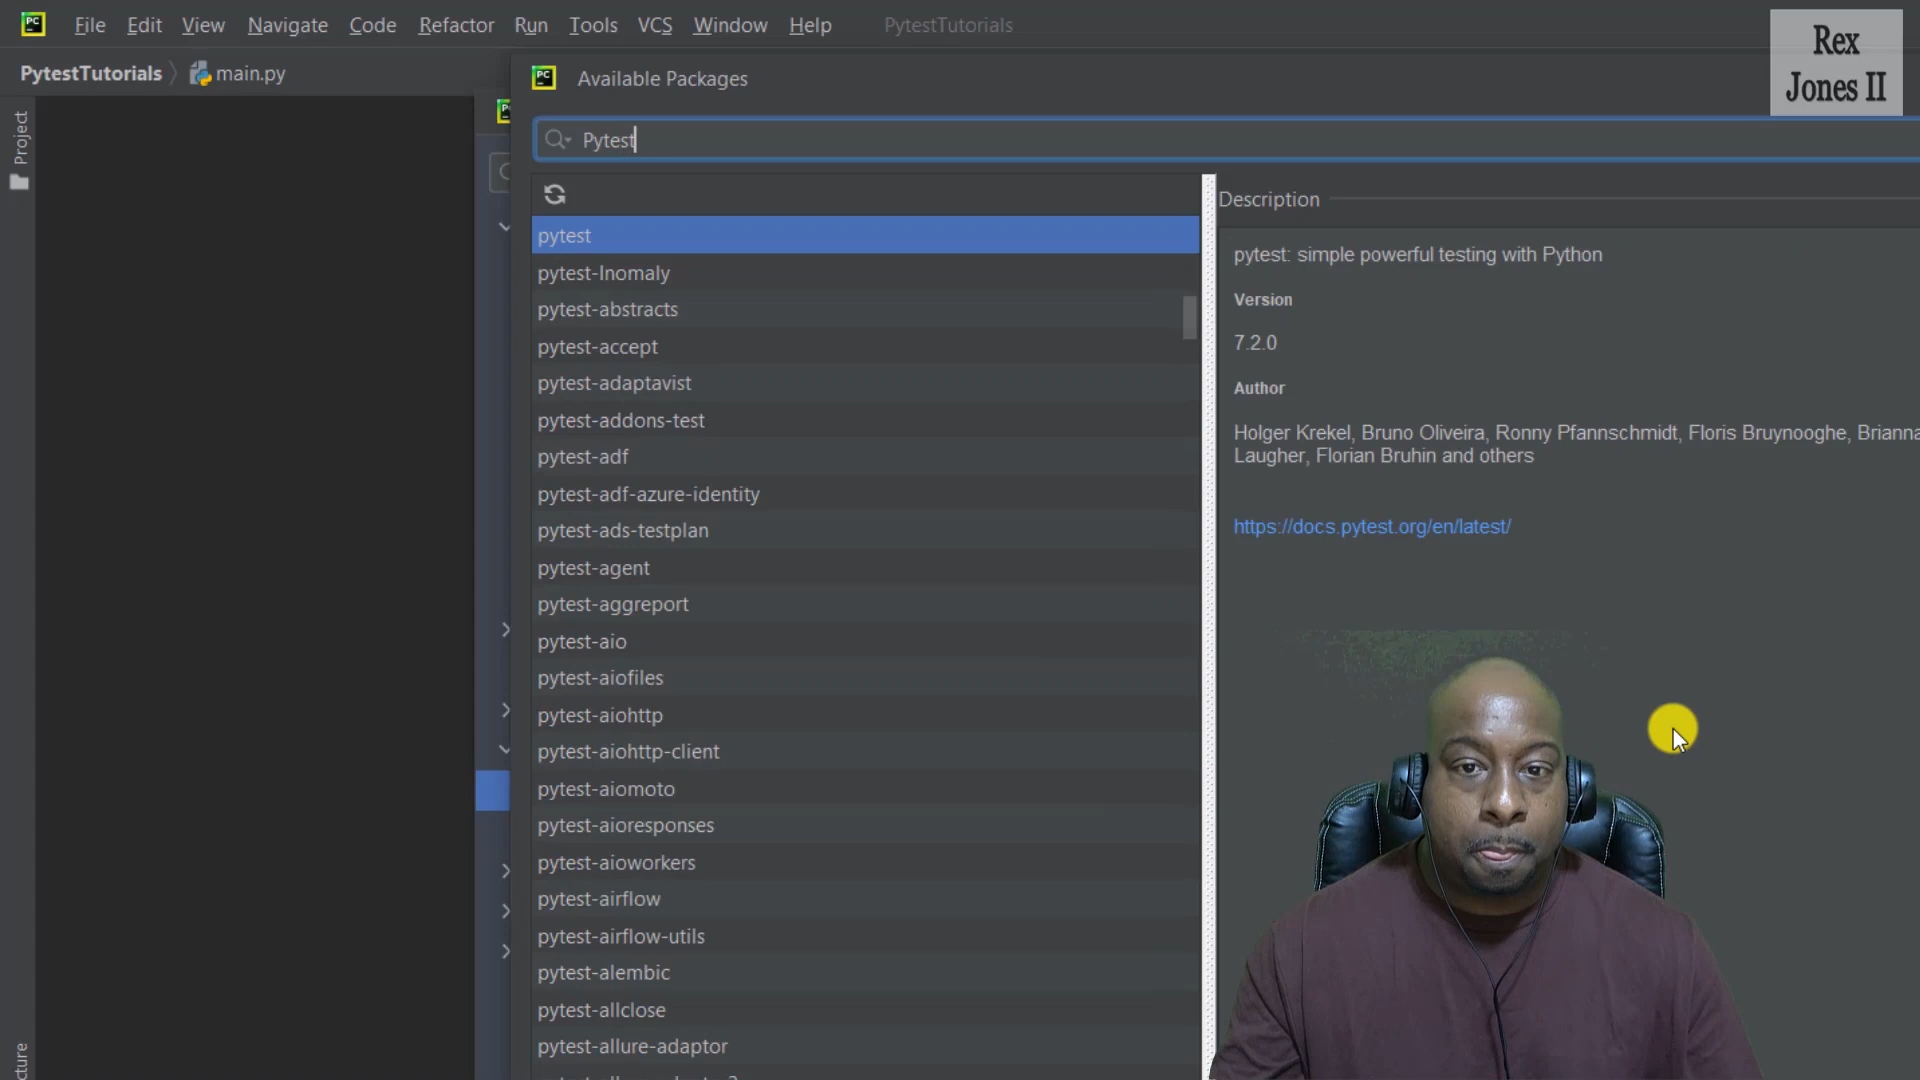 File Edit View Navigate Code Refactor Run Tools VCS Window Help PytestTutorials
Rex
Jones II
PytestTutorials main.py
Project
Available Packages
Pytest
pytest
pytest-Inomaly
pytest-abstracts
pytest-accept
pytest-adaptavist
pytest-addons-test
pytest-adf
pytest-adf-azure-identity
pytest-ads-testplan
pytest-agent
pytest-aggreport
pytest-aio
pytest-aiofiles
pytest-aiohttp
pytest-aiohttp-client
pytest-aiomoto
pytest-aioresponses
pytest-aioworkers
pytest-airflow
pytest-airflow-utils
pytest-alembic
pytest-allclose
pytest-allure-adaptor
Description
pytest: simple powerful testing with Python
Version
7.2.0
Author
Holger Krekel, Bruno Oliveira, Ronny Pfannschmidt, Floris Bruynooghe, Brianna
Laugher, Florian Bruhin and others
https://docs.pytest.org/en/latest/